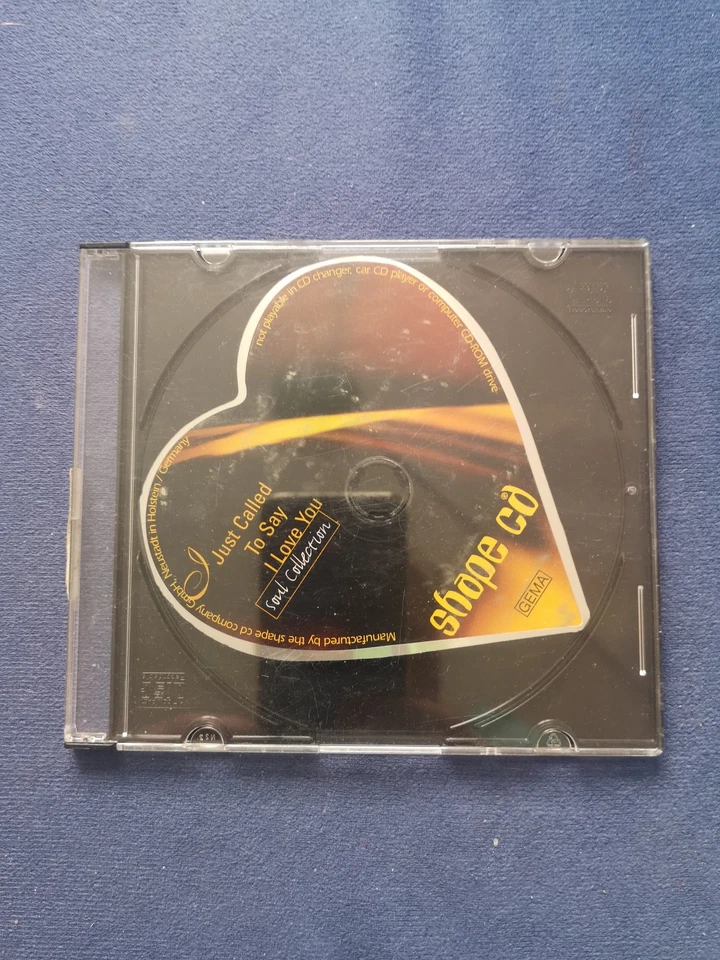 not playable in CD changer, car CD player or computer CD-ROM drive
I Just Called
To Say
I Love You
Soul Collection
shape cd®
GEMA
Manufactured by the shape cd company GmbH, Neustadt in Holstein / Germany